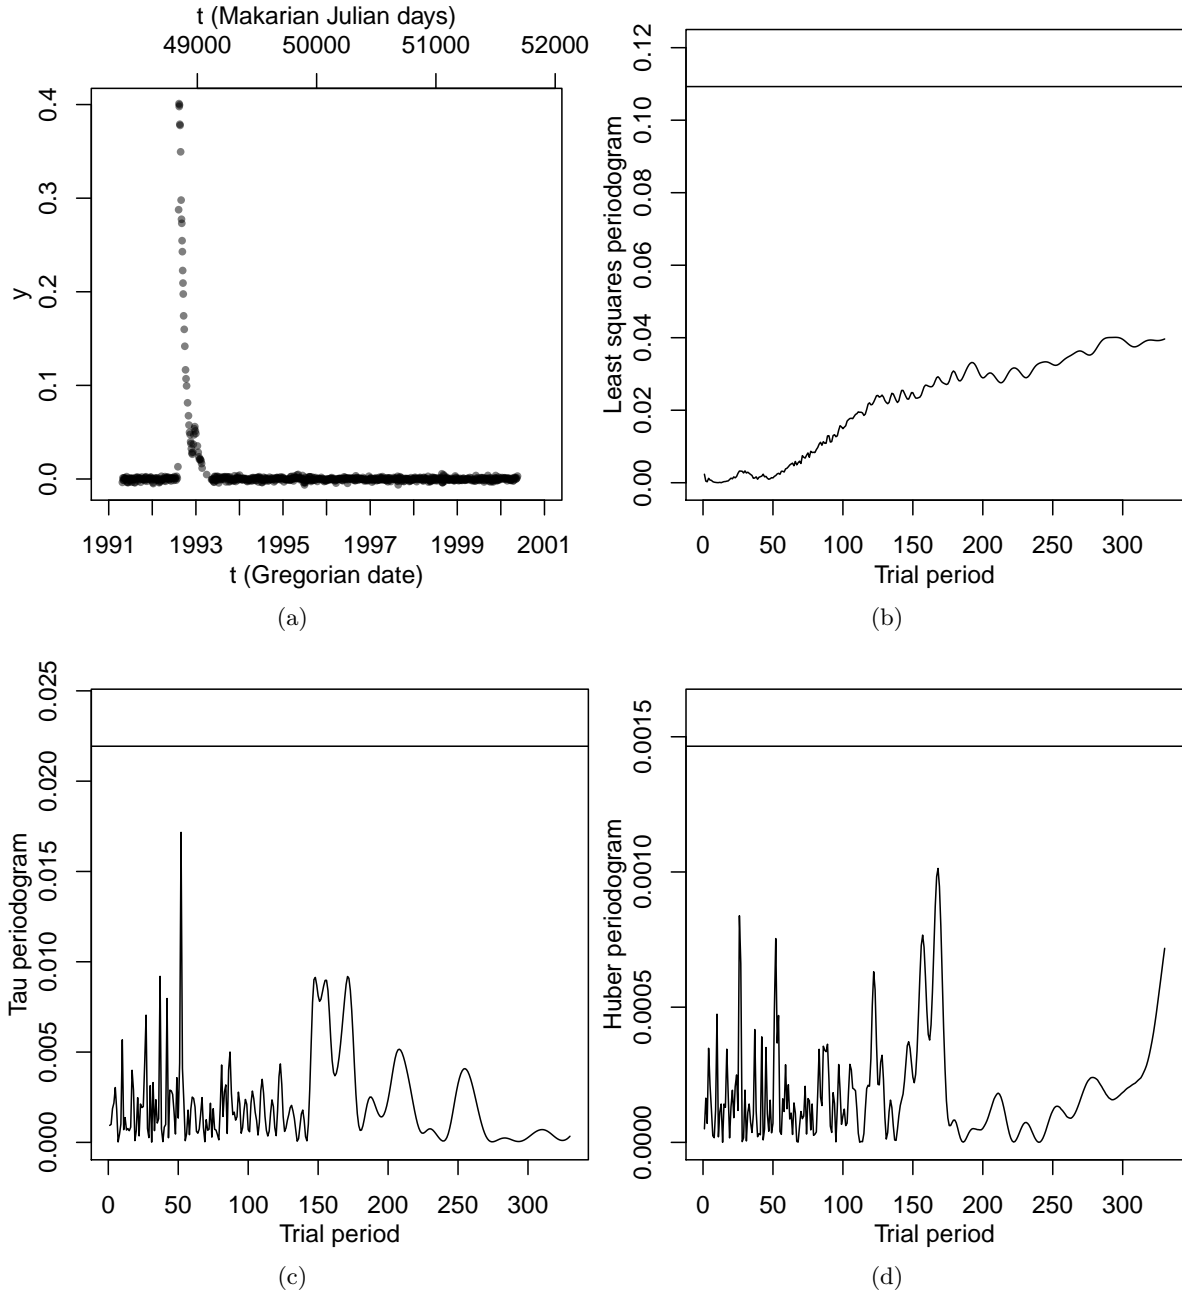 t (Makarian Julian days)
49000 50000 51000 52000
y
0.0 0.1 0.2 0.3 0.4
1991 1993 1995 1997 1999 2001
t (Gregorian date)
(a)
Least squares periodogram
0.00 0.02 0.04 0.06 0.08 0.10 0.12
0 50 100 150 200 250 300
Trial period
(b)
Tau periodogram
0.000 0.005 0.010 0.015 0.020 0.025
0 50 100 150 200 250 300
Trial period
(c)
Huber periodogram
0.0000 0.0005 0.0010 0.0015
0 50 100 150 200 250 300
Trial period
(d)